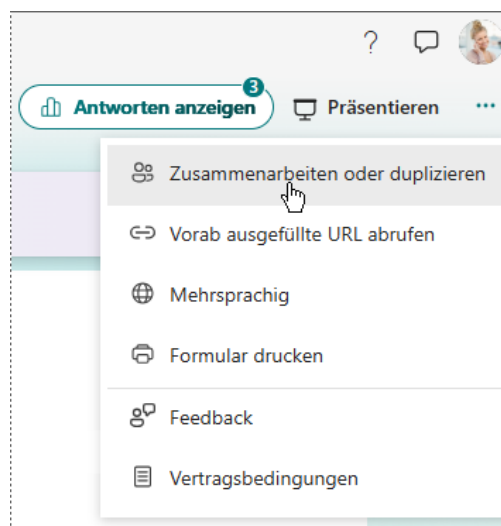 ?
3
Antworten anzeigen Präsentieren ...
Zusammenarbeiten oder duplizieren
Vorab ausgefüllte URL abrufen
Mehrsprachig
Formular drucken
Feedback
Vertragsbedingungen